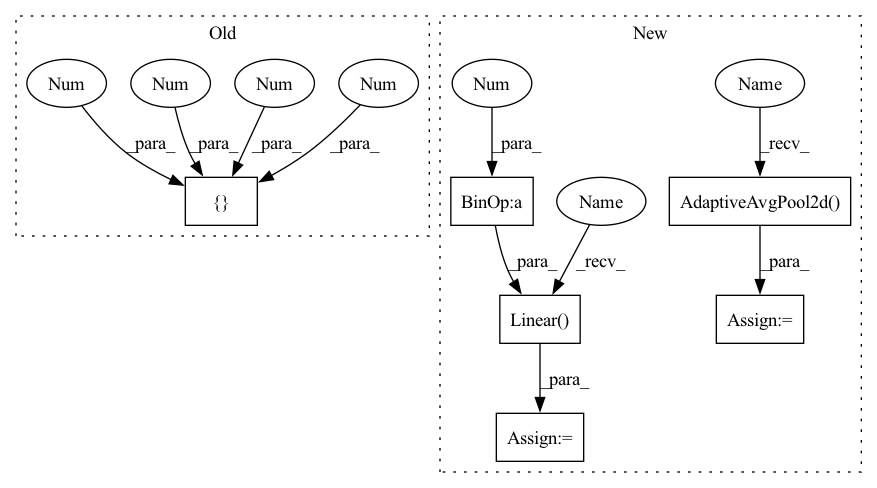 Old
New
Num
Num
Num
Num
Num
Name
_para_
_para_
_para_
_para_
_para_
_recv_
{}
BinOp:a
Name
AdaptiveAvgPool2d()
_para_
_recv_
_para_
Linear()
Assign:=
_para_
Assign:=